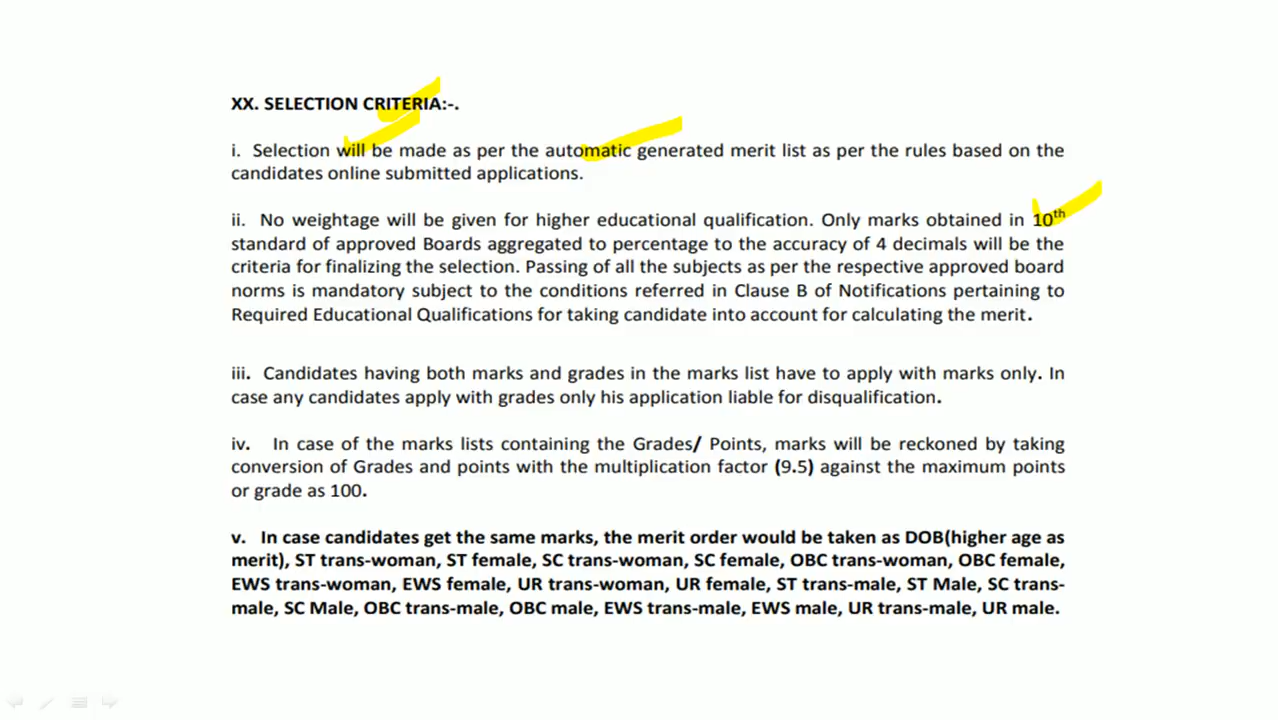 XX. SELECTION CRITERIA:-.
i. Selection will be made as per the automatic generated merit list as per the rules based on the
candidates online submitted applications.
ii. No weightage will be given for higher educational qualification. Only marks obtained in 10th
standard of approved Boards aggregated to percentage to the accuracy of 4 decimals will be the
criteria for finalizing the selection. Passing of all the subjects as per the respective approved board
norms is mandatory subject to the conditions referred in Clause B of Notifications pertaining to
Required Educational Qualifications for taking candidate into account for calculating the merit.
iii. Candidates having both marks and grades in the marks list have to apply with marks only. In
case any candidates apply with grades only his application liable for disqualification.
iv. In case of the marks lists containing the Grades/ Points, marks will be reckoned by taking
conversion of Grades and points with the multiplication factor (9.5) against the maximum points
or grade as 100.
v. In case candidates get the same marks, the merit order would be taken as DOB(higher age as
merit), ST trans-woman, ST female, SC trans-woman, SC female, OBC trans-woman, OBC female,
EWS trans-woman, EWS female, UR trans-woman, UR female, ST trans-male, ST Male, SC trans-
male, SC Male, OBC trans-male, OBC male, EWS trans-male, EWS male, UR trans-male, UR male.